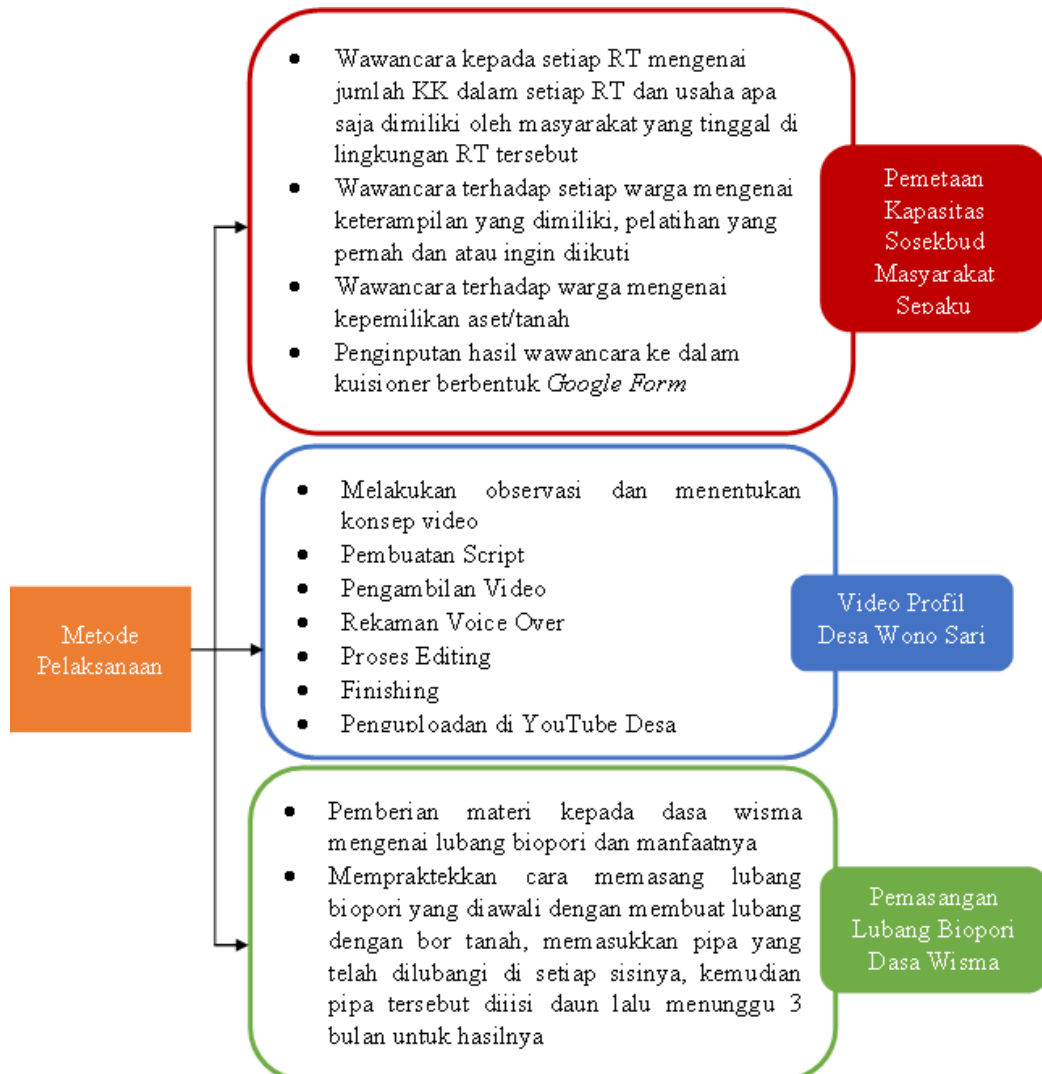 Metode
Pelaksanaan
• Wawancara kepada setiap RT mengenai
jumlah KK dalam setiap RT dan usaha apa
saja dimiliki oleh masyarakat yang tinggal di
lingkungan RT tersebut
• Wawancara terhadap setiap warga mengenai
keterampilan yang dimiliki, pelatihan yang
pernah dan atau ingin diikuti
• Wawancara terhadap warga mengenai
kepemilikan aset/tanah
• Penginputan hasil wawancara ke dalam
kuisioner berbentuk Google Form
Pemetaan
Kapasitas
Sosekbud
Masyarakat
Sepaku
• Melakukan observasi dan menentukan
konsep video
• Pembuatan Script
• Pengambilan Video
• Rekaman Voice Over
• Proses Editing
• Finishing
• Penguploadan di YouTube Desa
Video Profil
Desa Wono Sari
• Pemberian materi kepada dasa wisma
mengenai lubang biopori dan manfaatnya
• Mempraktekkan cara memasang lubang
biopori yang diawali dengan membuat lubang
dengan bor tanah, memasukkan pipa yang
telah dilubangi di setiap sisinya, kemudian
pipa tersebut diisi daun lalu menunggu 3
bulan untuk hasilnya
Pemasangan
Lubang Biopori
Dasa Wisma